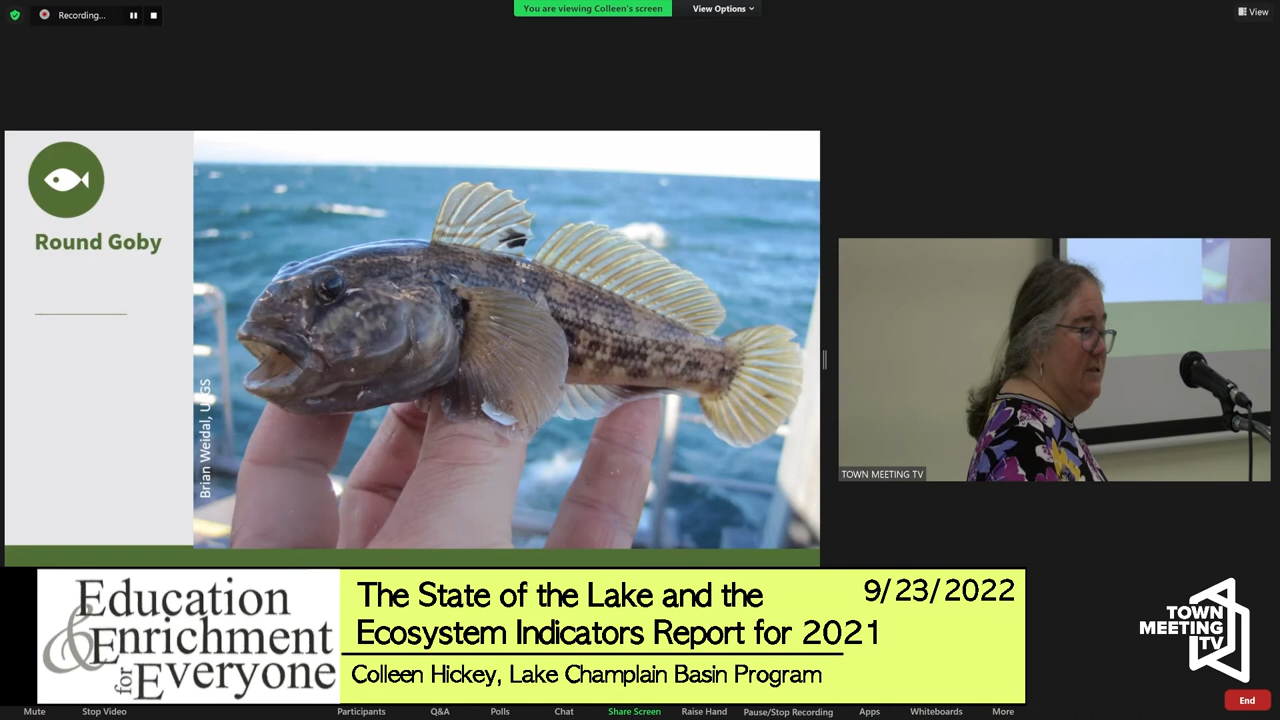 Recording...
You are viewing Colleen's screen
View Options
View
Round Goby
Brian Weidal, USGS
TOWN MEETING TV
Education
& Enrichment
for Everyone
The State of the Lake and the
Ecosystem Indicators Report for 2021
9/23/2022
Colleen Hickey, Lake Champlain Basin Program
TOWN
MEETING
TV
Mute
Stop Video
Participants
Q&A
Polls
Chat
Share Screen
Raise Hand
Pause/Stop Recording
Apps
Whiteboards
More
End